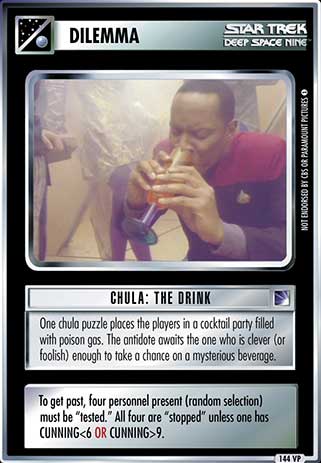 DILEMMA
STAR TREK
DEEP SPACE NINE™
NOT ENDORSED BY CBS OR PARAMOUNT PICTURES
CHULA: THE DRINK
One chula puzzle places the players in a cocktail party filled
with poison gas. The antidote awaits the one who is clever (or
foolish) enough to take a chance on a mysterious beverage.
To get past, four personnel present (random selection)
must be “tested.” All four are “stopped” unless one has
CUNNING<6 OR CUNNING>9.
144 VP